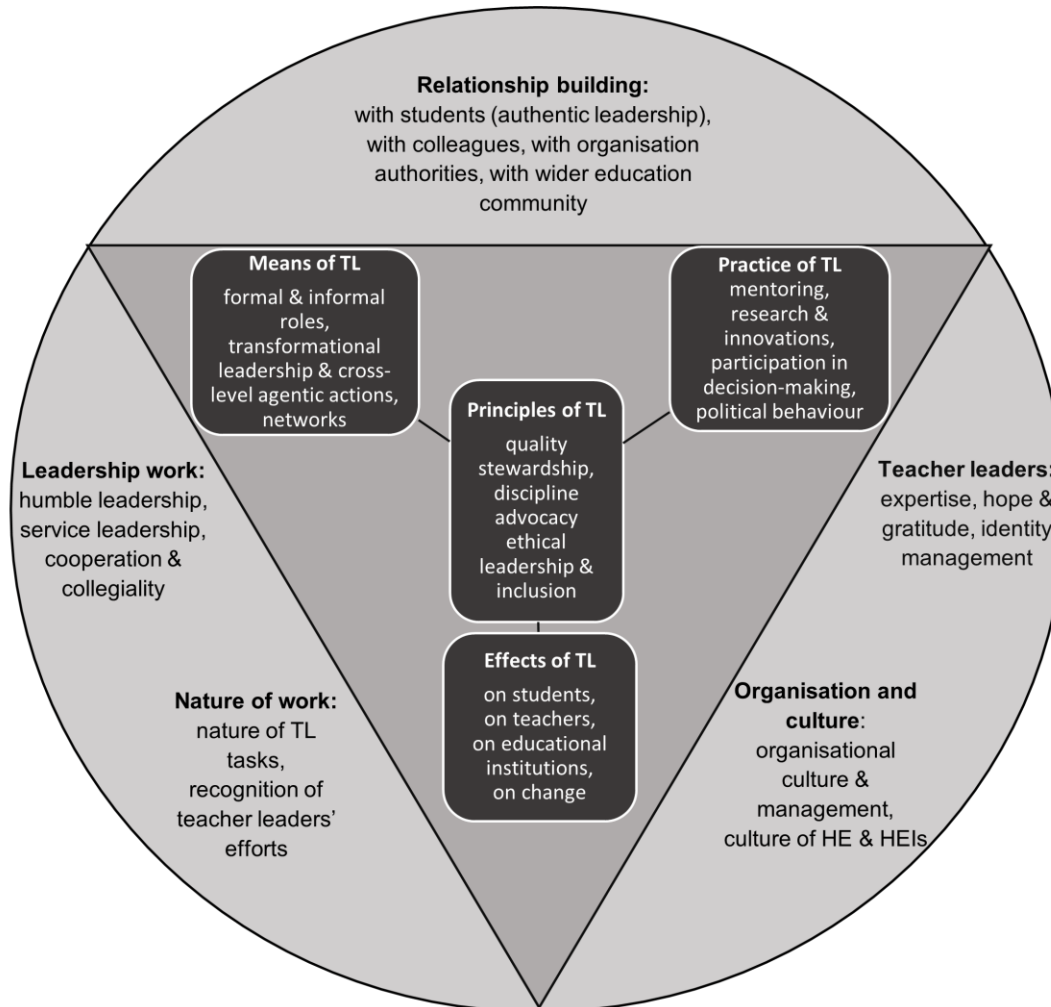 Relationship building:
with students (authentic leadership),
with colleagues, with organisation
authorities, with wider education
community
Means of TL
formal & informal
roles,
transformational
leadership & cross-
level agentic actions,
networks
Practice of TL
mentoring,
research &
innovations,
participation in
decision-making,
political behaviour
Principles of TL
quality
stewardship,
discipline
advocacy
ethical
leadership &
inclusion
Leadership work:
humble leadership,
service leadership,
cooperation &
collegiality
Teacher leaders:
expertise, hope &
gratitude, identity
management
Effects of TL
on students,
on teachers,
on educational
institutions,
on change
Nature of work:
nature of TL
tasks,
recognition of
teacher leaders’
efforts
Organisation and
culture:
organisational
culture &
management,
culture of HE & HEIs